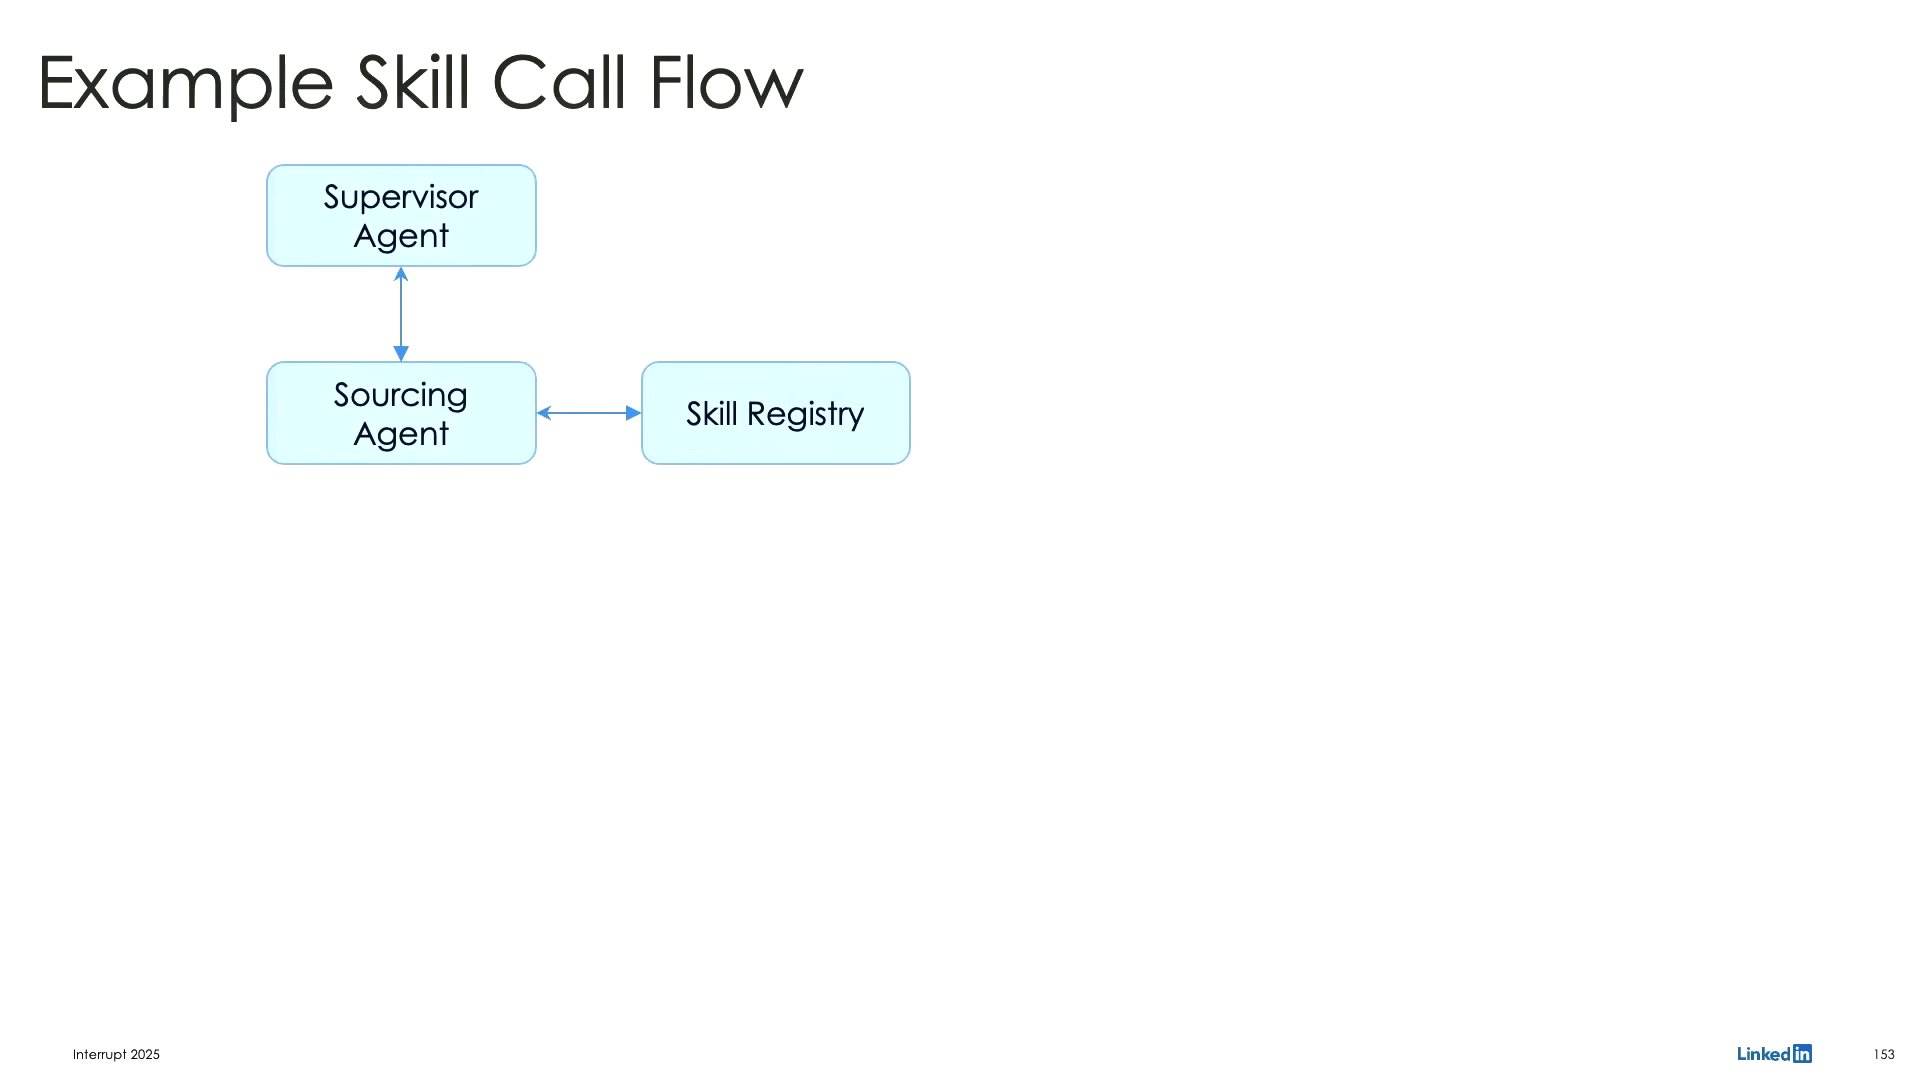 Example Skill Call Flow
Supervisor
Agent
Sourcing
Agent
Skill Registry
Interrupt 2025
Linkedin
153